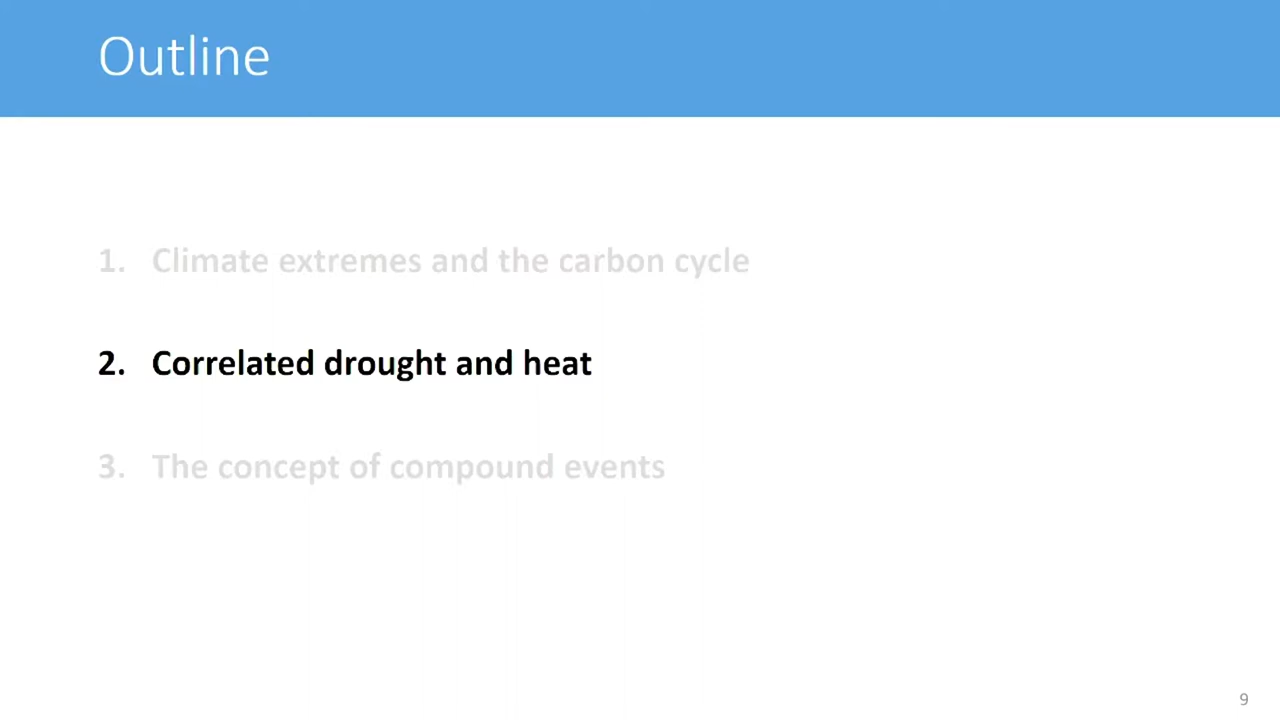 Outline
1. Climate extremes and the carbon cycle
2. Correlated drought and heat
3. The concept of compound events
9